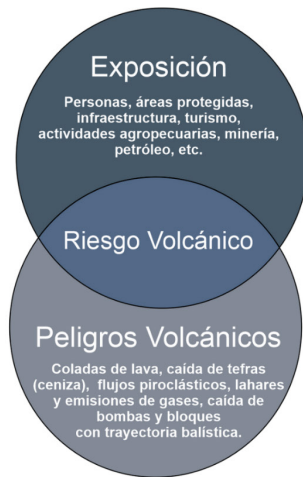 Exposición
Personas, áreas protegidas,
infraestructura, turismo,
actividades agropecuarias, minería,
petróleo, etc.
Riesgo Volcánico
Peligros Volcánicos
Coladas de lava, caída de tefras
(ceniza), flujos piroclásticos, lahares
y emisiones de gases, caída de
bombas y bloques
con trayectoria balística.